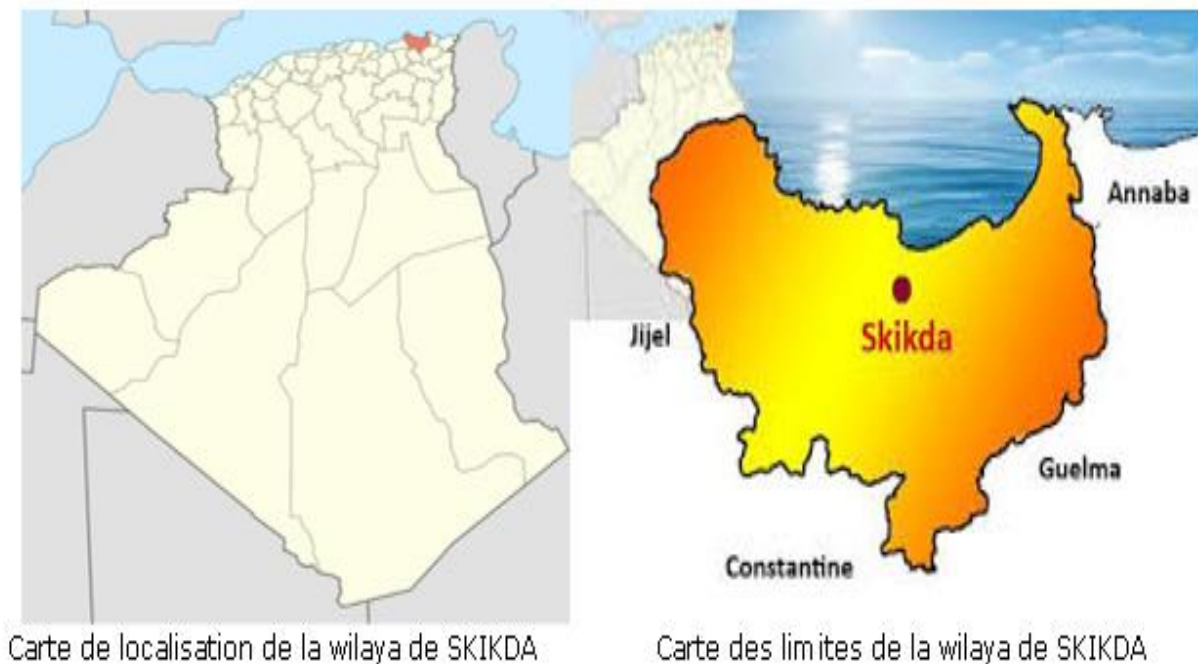 Annaba
Jijel
Skikda
Guelma
Constantine
Carte de localisation de la wilaya de SKIKDA
Carte des limites de la wilaya de SKIKDA